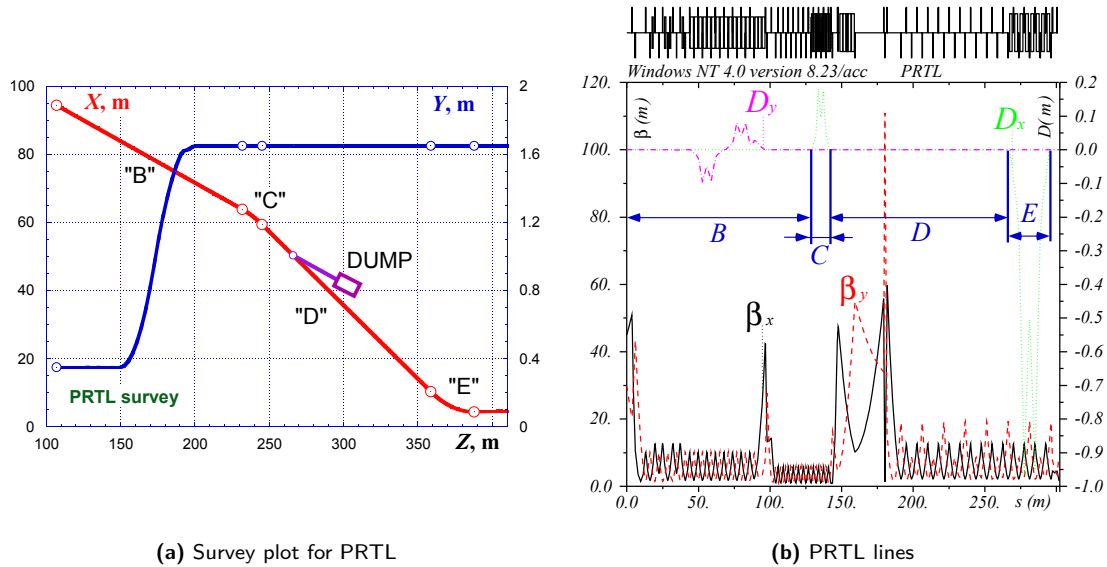 Windows NT 4.0 version 8.23/acc PRTL
100
80
60
40
20
0
X, m
Y, m
2
1.6
1.2
0.8
0.4
0
"B"
"C"
DUMP
"D"
"E"
PRTL survey
100 150 200 250 300 350 400
Z, m
120.
100.
80.
60.
40.
20.
0.0
β (m)
D( m)
0.2
0.1
0.0
-0.1
-0.2
-0.3
-0.4
-0.5
-0.6
-0.7
-0.8
-0.9
-1.0
Dy
Dx
B
C
D
E
βx
βy
0.0 50. 100. 150. 200. 250.
s (m)
(a) Survey plot for PRTL
(b) PRTL lines